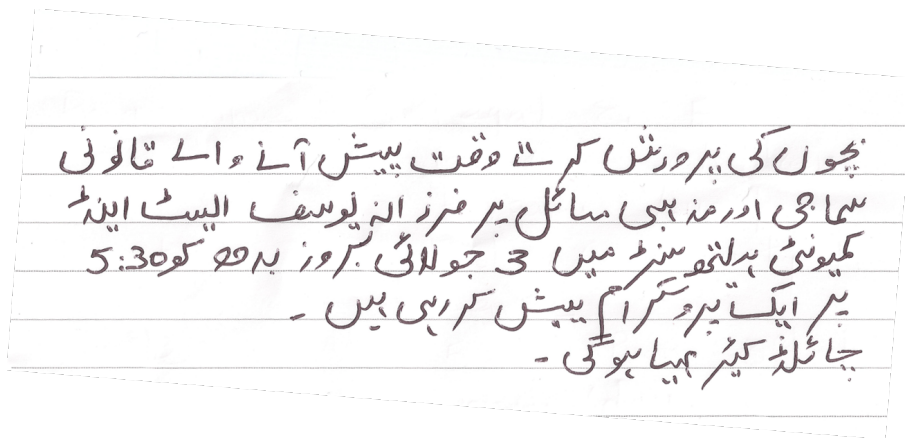 بچوں کی پرورش کرتے وقت پیش آنے والے قانونی
سماجی اور مذہبی مسائل پر فرزانہ یوسف ایسٹ اینڈ
کمیونٹی ہیلتھ سنٹر میں 3 جولائی بروز بدھ کو 5:30
پر ایک پروگرام پیش کر رہی ہیں ۔
چائلڈ کیئر مہیا ہوگی ۔